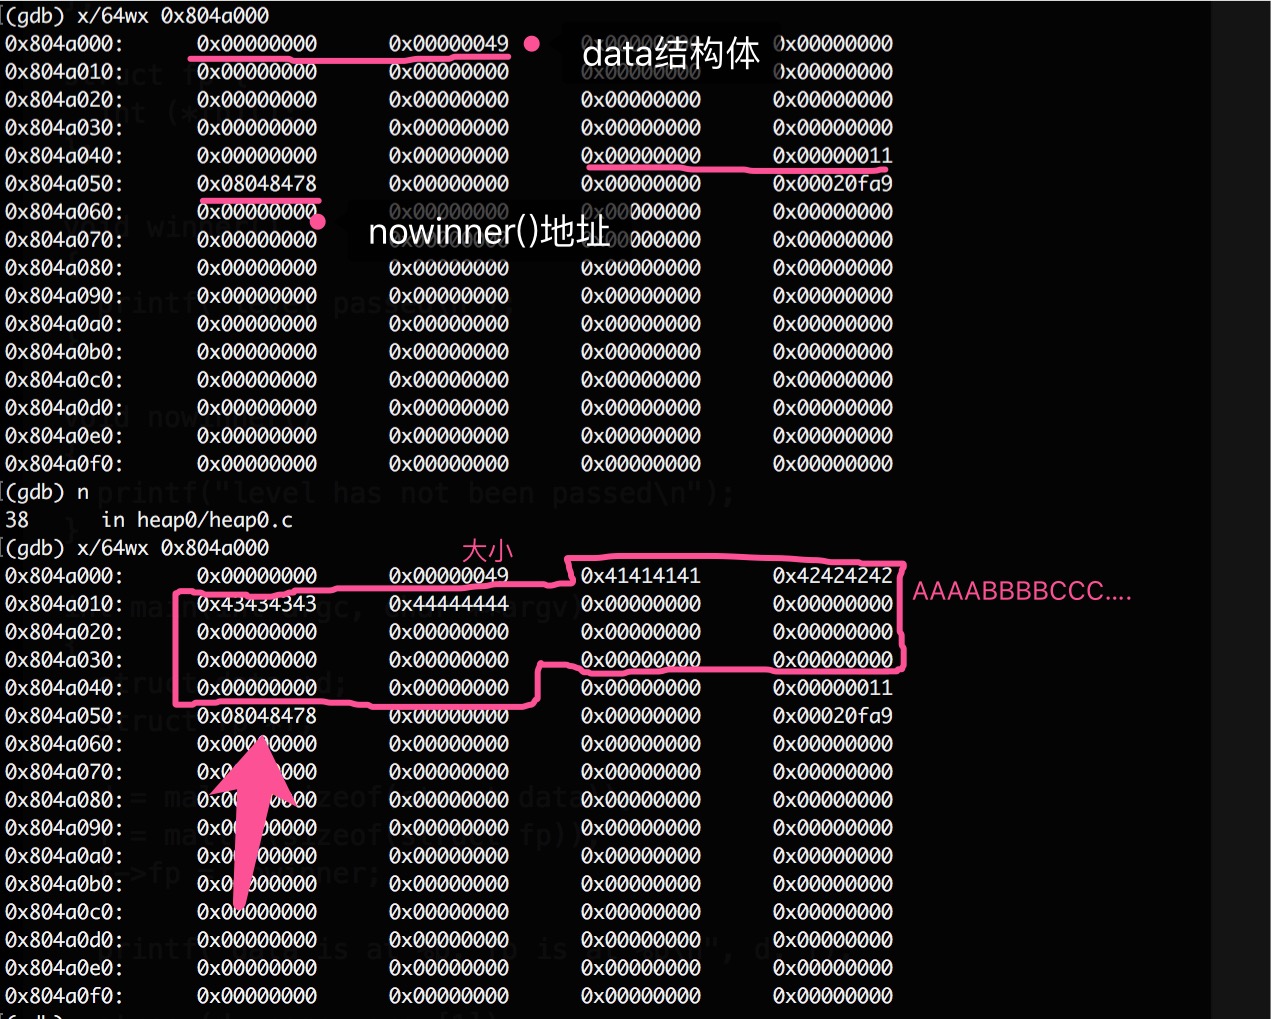 (gdb) x/64wx 0x804a000
0x804a000: 0x00000000 0x00000049 data结构体 0x00000000
0x804a010: 0x00000000 0x00000000 0x00000000 0x00000000
0x804a020: 0x00000000 0x00000000 0x00000000 0x00000000
0x804a030: 0x00000000 0x00000000 0x00000000 0x00000000
0x804a040: 0x00000000 0x00000000 0x00000000 0x00000011
0x804a050: 0x08048478 0x00000000 0x00000000 0x00020fa9
0x804a060: 0x00000000 0x00000000 0x00000000 0x00000000
nowinner()地址
0x804a070: 0x00000000 0x00000000 0x00000000
0x804a080: 0x00000000 0x00000000 0x00000000 0x00000000
0x804a090: 0x00000000 0x00000000 0x00000000 0x00000000
0x804a0a0: 0x00000000 0x00000000 0x00000000 0x00000000
0x804a0b0: 0x00000000 0x00000000 0x00000000 0x00000000
0x804a0c0: 0x00000000 0x00000000 0x00000000 0x00000000
0x804a0d0: 0x00000000 0x00000000 0x00000000 0x00000000
0x804a0e0: 0x00000000 0x00000000 0x00000000 0x00000000
0x804a0f0: 0x00000000 0x00000000 0x00000000 0x00000000
(gdb) n
printf("level has not been passed\n");
38 in heap0/heap0.c
(gdb) x/64wx 0x804a000
大小
0x804a000: 0x00000000 0x00000049 0x41414141 0x42424242
AAAABBBBCCC....
0x804a010: 0x43434343 0x44444444 0x00000000 0x00000000
0x804a020: 0x00000000 0x00000000 0x00000000 0x00000000
0x804a030: 0x00000000 0x00000000 0x00000000 0x00000000
0x804a040: 0x00000000 0x00000000 0x00000000 0x00000011
0x804a050: 0x08048478 0x00000000 0x00000000 0x00020fa9
0x804a060: 0x00000000 0x00000000 0x00000000 0x00000000
0x804a070: 0x00000000 0x00000000 0x00000000 0x00000000
0x804a080: 0x00000000 0x00000000 0x00000000 0x00000000
0x804a090: 0x00000000 0x00000000 0x00000000 0x00000000
0x804a0a0: 0x00000000 0x00000000 0x00000000 0x00000000
0x804a0b0: 0x00000000 0x00000000 0x00000000 0x00000000
0x804a0c0: 0x00000000 0x00000000 0x00000000 0x00000000
0x804a0d0: 0x00000000 0x00000000 0x00000000 0x00000000
0x804a0e0: 0x00000000 0x00000000 0x00000000 0x00000000
0x804a0f0: 0x00000000 0x00000000 0x00000000 0x00000000